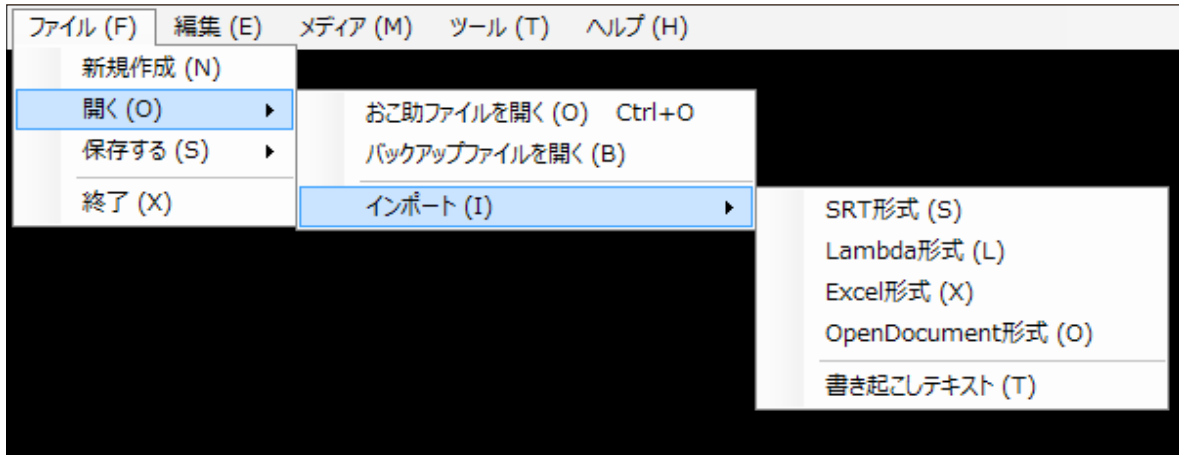 ファイル (F) 編集 (E) メディア (M) ツール (T) ヘルプ (H)
新規作成 (N)
開く (O)
保存する (S)
終了 (X)
おこ助ファイルを開く (O) Ctrl+O
バックアップファイルを開く (B)
インポート (I)
SRT形式 (S)
Lambda形式 (L)
Excel形式 (X)
OpenDocument形式 (O)
書き起こしテキスト (T)